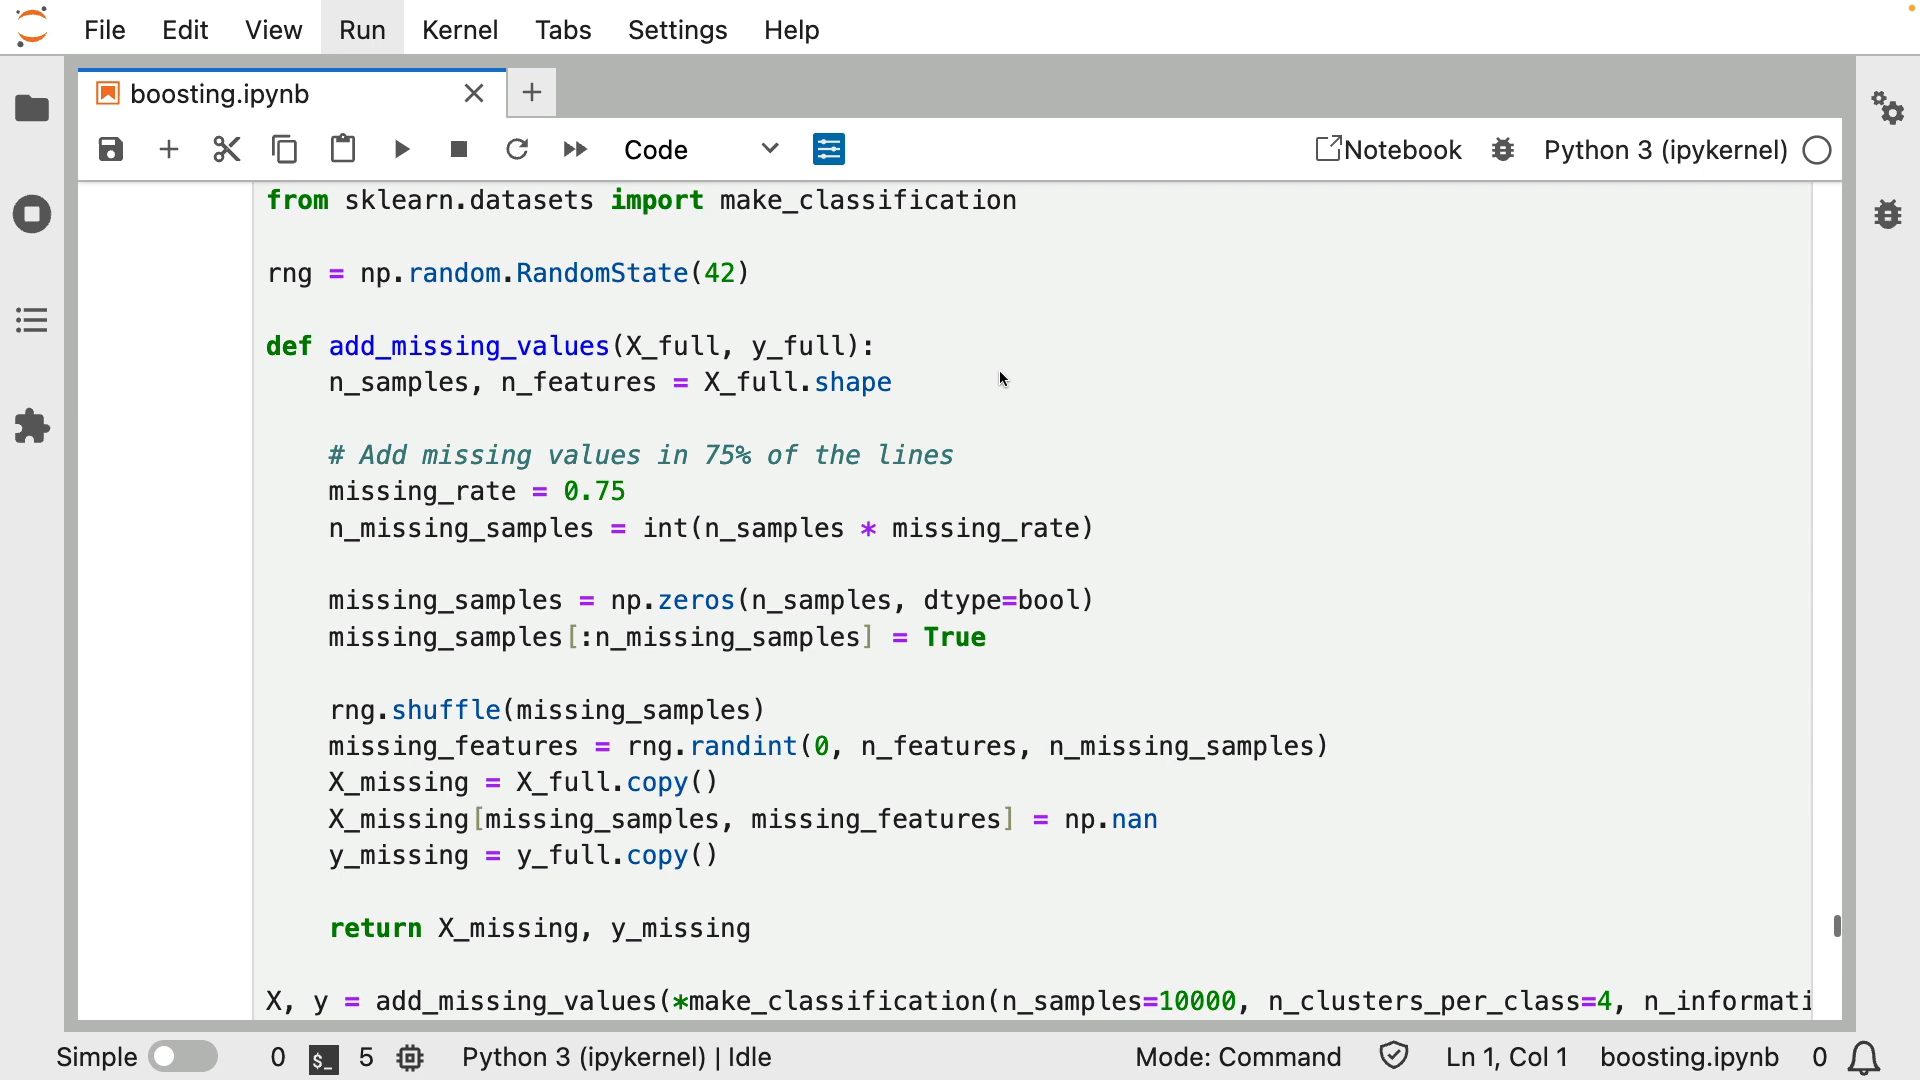 File Edit View Run Kernel Tabs Settings Help
boosting.ipynb
Code
Notebook
Python 3 (ipykernel)
from sklearn.datasets import make_classification
rng = np.random.RandomState(42)
def add_missing_values(X_full, y_full):
    n_samples, n_features = X_full.shape
    # Add missing values in 75% of the lines
    missing_rate = 0.75
    n_missing_samples = int(n_samples * missing_rate)
    missing_samples = np.zeros(n_samples, dtype=bool)
    missing_samples[:n_missing_samples] = True
    rng.shuffle(missing_samples)
    missing_features = rng.randint(0, n_features, n_missing_samples)
    X_missing = X_full.copy()
    X_missing[missing_samples, missing_features] = np.nan
    y_missing = y_full.copy()
    return X_missing, y_missing
X, y = add_missing_values(*make_classification(n_samples=10000, n_clusters_per_class=4, n_informati
Simple 0 $_ 5 Python 3 (ipykernel) | Idle Mode: Command Ln 1, Col 1 boosting.ipynb 0